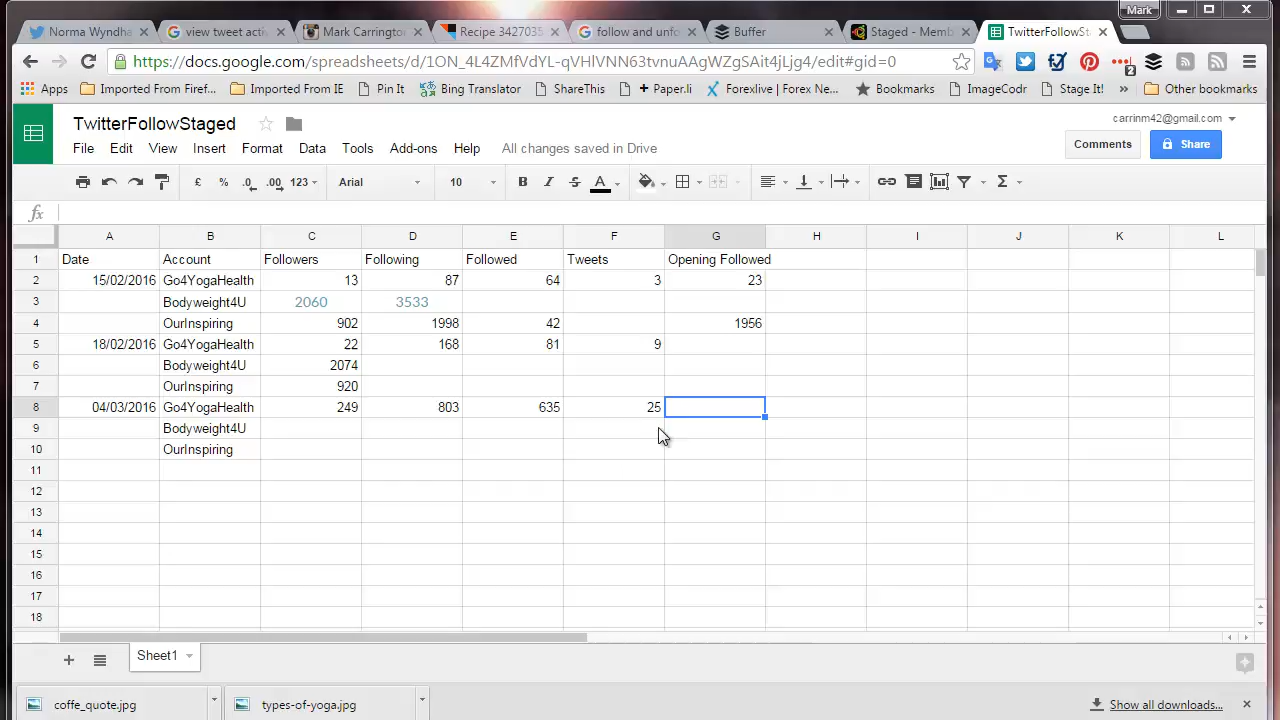 Mark
Norma Wyndha
view tweet acti
Mark Carrington
Recipe 3427035
follow and unfo
Buffer
Staged - Memb
TwitterFollowSt
https://docs.google.com/spreadsheets/d/1ON_4L4ZMfVdYL-qVHlVNN63tvnuAAgWZgSAit4jLjg4/edit#gid=0
2
Apps
Imported From Firef...
Imported From IE
Pin It
Bing Translator
ShareThis
+ Paper.li
Forexlive | Forex Ne...
Bookmarks
ImageCodr
Stage It!
»
Other bookmarks
TwitterFollowStaged
carrinm42@gmail.com
File Edit View Insert Format Data Tools Add-ons Help All changes saved in Drive
Comments
Share
£ % .0 .00 123 Arial 10 B I S A Σ
fx
A B C D E F G H I J K L
1 Date Account Followers Following Followed Tweets Opening Followed
2 15/02/2016 Go4YogaHealth 13 87 64 3 23
3 Bodyweight4U 2060 3533
4 OurInspiring 902 1998 42 1956
5 18/02/2016 Go4YogaHealth 22 168 81 9
6 Bodyweight4U 2074
7 OurInspiring 920
8 04/03/2016 Go4YogaHealth 249 803 635 25
9 Bodyweight4U
10 OurInspiring
11
12
13
14
15
16
17
18
Sheet1
coffe_quote.jpg
types-of-yoga.jpg
Show all downloads...